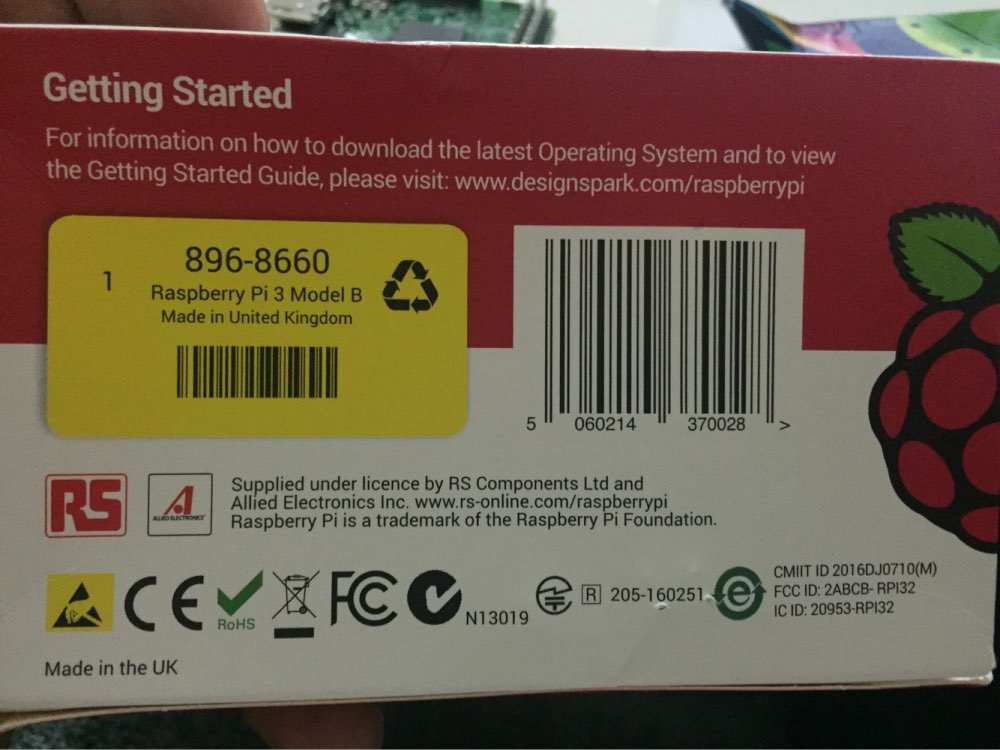 Getting Started
For information on how to download the latest Operating System and to view
the Getting Started Guide, please visit: www.designspark.com/raspberrypi
1
896-8660
Raspberry Pi 3 Model B
Made in United Kingdom
5 060214 370028 >
RS
A
ALLIED ELECTRONICS
Supplied under licence by RS Components Ltd and
Allied Electronics Inc. www.rs-online.com/raspberrypi
Raspberry Pi is a trademark of the Raspberry Pi Foundation.
CE
RoHS
FC
N13019
R 205-160251
e
CMIIT ID 2016DJ0710(M)
FCC ID: 2ABCB- RPI32
IC ID: 20953-RPI32
Made in the UK